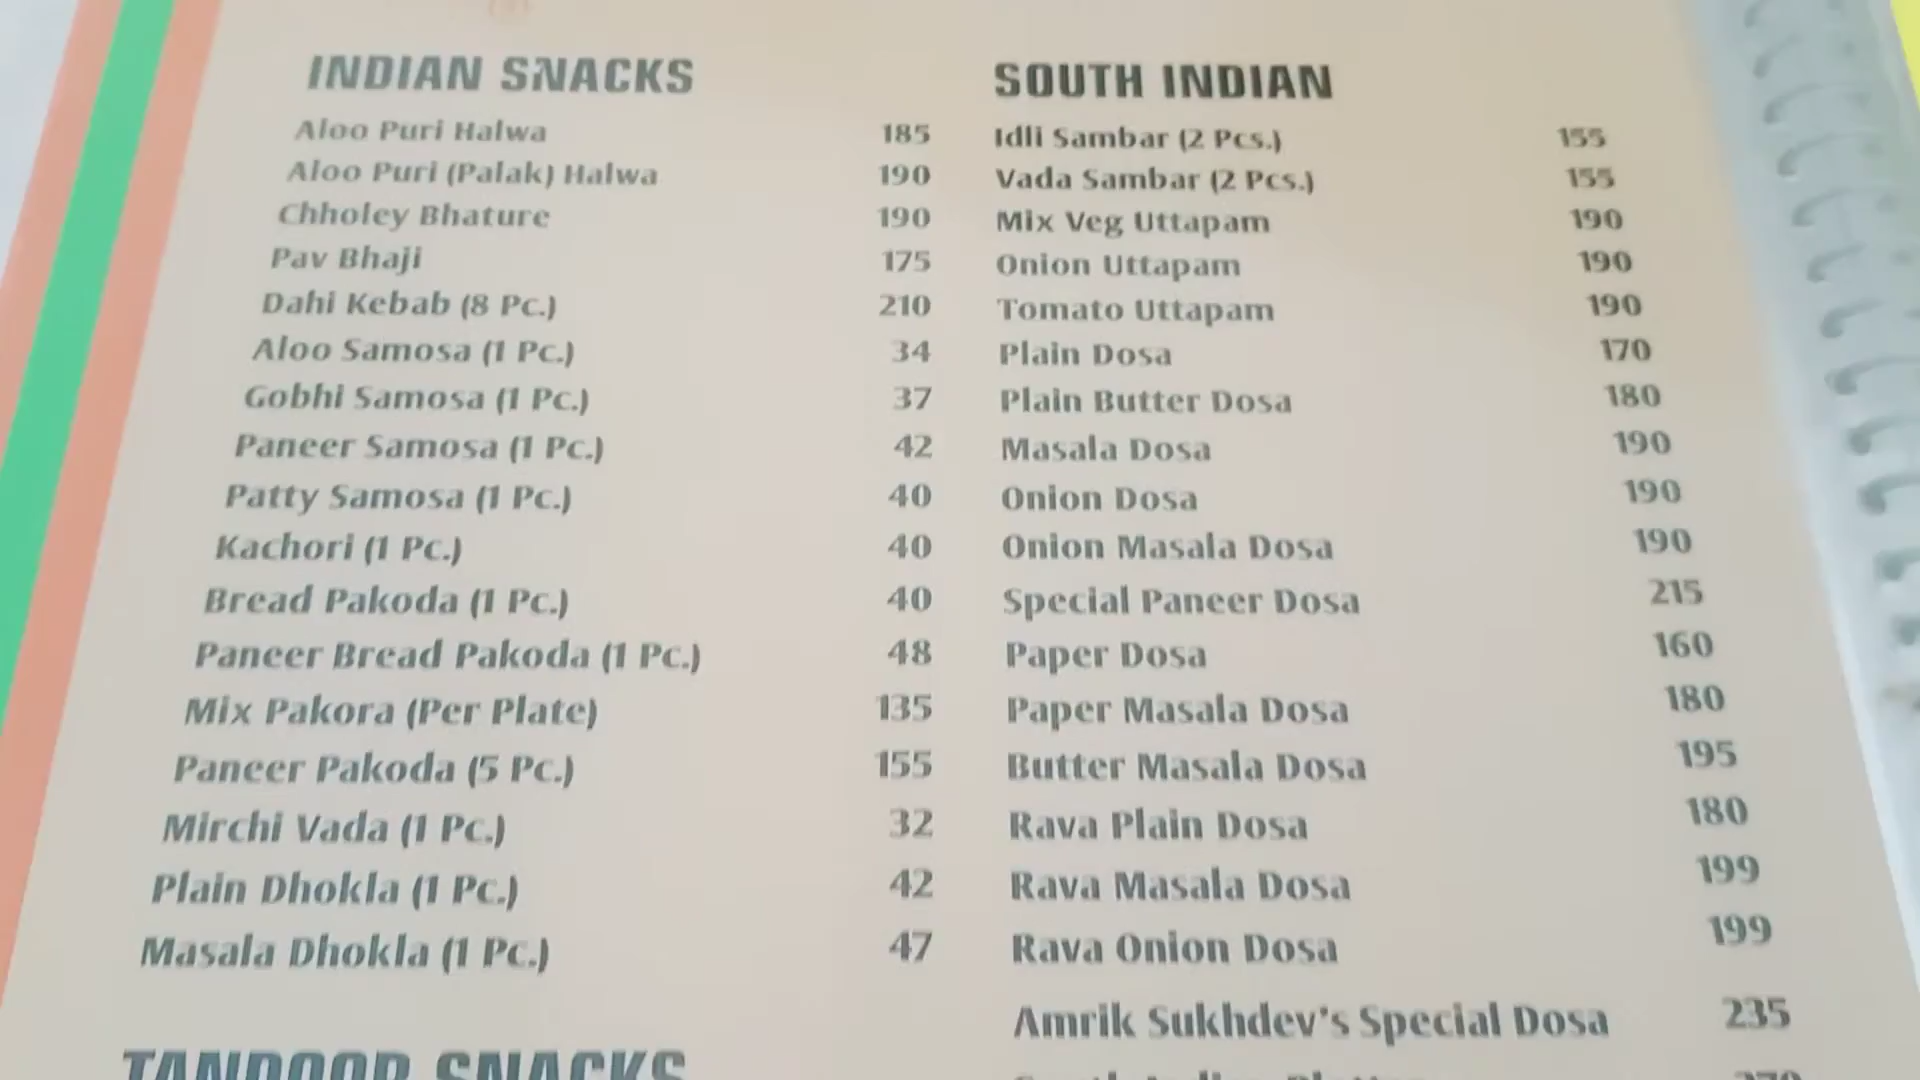 INDIAN SNACKS
Aloo Puri Halwa 185
Aloo Puri (Palak) Halwa 190
Chholey Bhature 190
Pav Bhaji 175
Dahi Kebab (8 Pc.) 210
Aloo Samosa (1 Pc.) 34
Gobhi Samosa (1 Pc.) 37
Paneer Samosa (1 Pc.) 42
Patty Samosa (1 Pc.) 40
Kachori (1 Pc.) 40
Bread Pakoda (1 Pc.) 40
Paneer Bread Pakoda (1 Pc.) 48
Mix Pakora (Per Plate) 135
Paneer Pakoda (5 Pc.) 155
Mirchi Vada (1 Pc.) 32
Plain Dhokla (1 Pc.) 42
Masala Dhokla (1 Pc.) 47
TANDOOR SNACKS
SOUTH INDIAN
Idli Sambar (2 Pcs.) 155
Vada Sambar (2 Pcs.) 155
Mix Veg Uttapam 190
Onion Uttapam 190
Tomato Uttapam 190
Plain Dosa 170
Plain Butter Dosa 180
Masala Dosa 190
Onion Dosa 190
Onion Masala Dosa 190
Special Paneer Dosa 215
Paper Dosa 160
Paper Masala Dosa 180
Butter Masala Dosa 195
Rava Plain Dosa 180
Rava Masala Dosa 199
Rava Onion Dosa 199
Amrik Sukhdev's Special Dosa 235